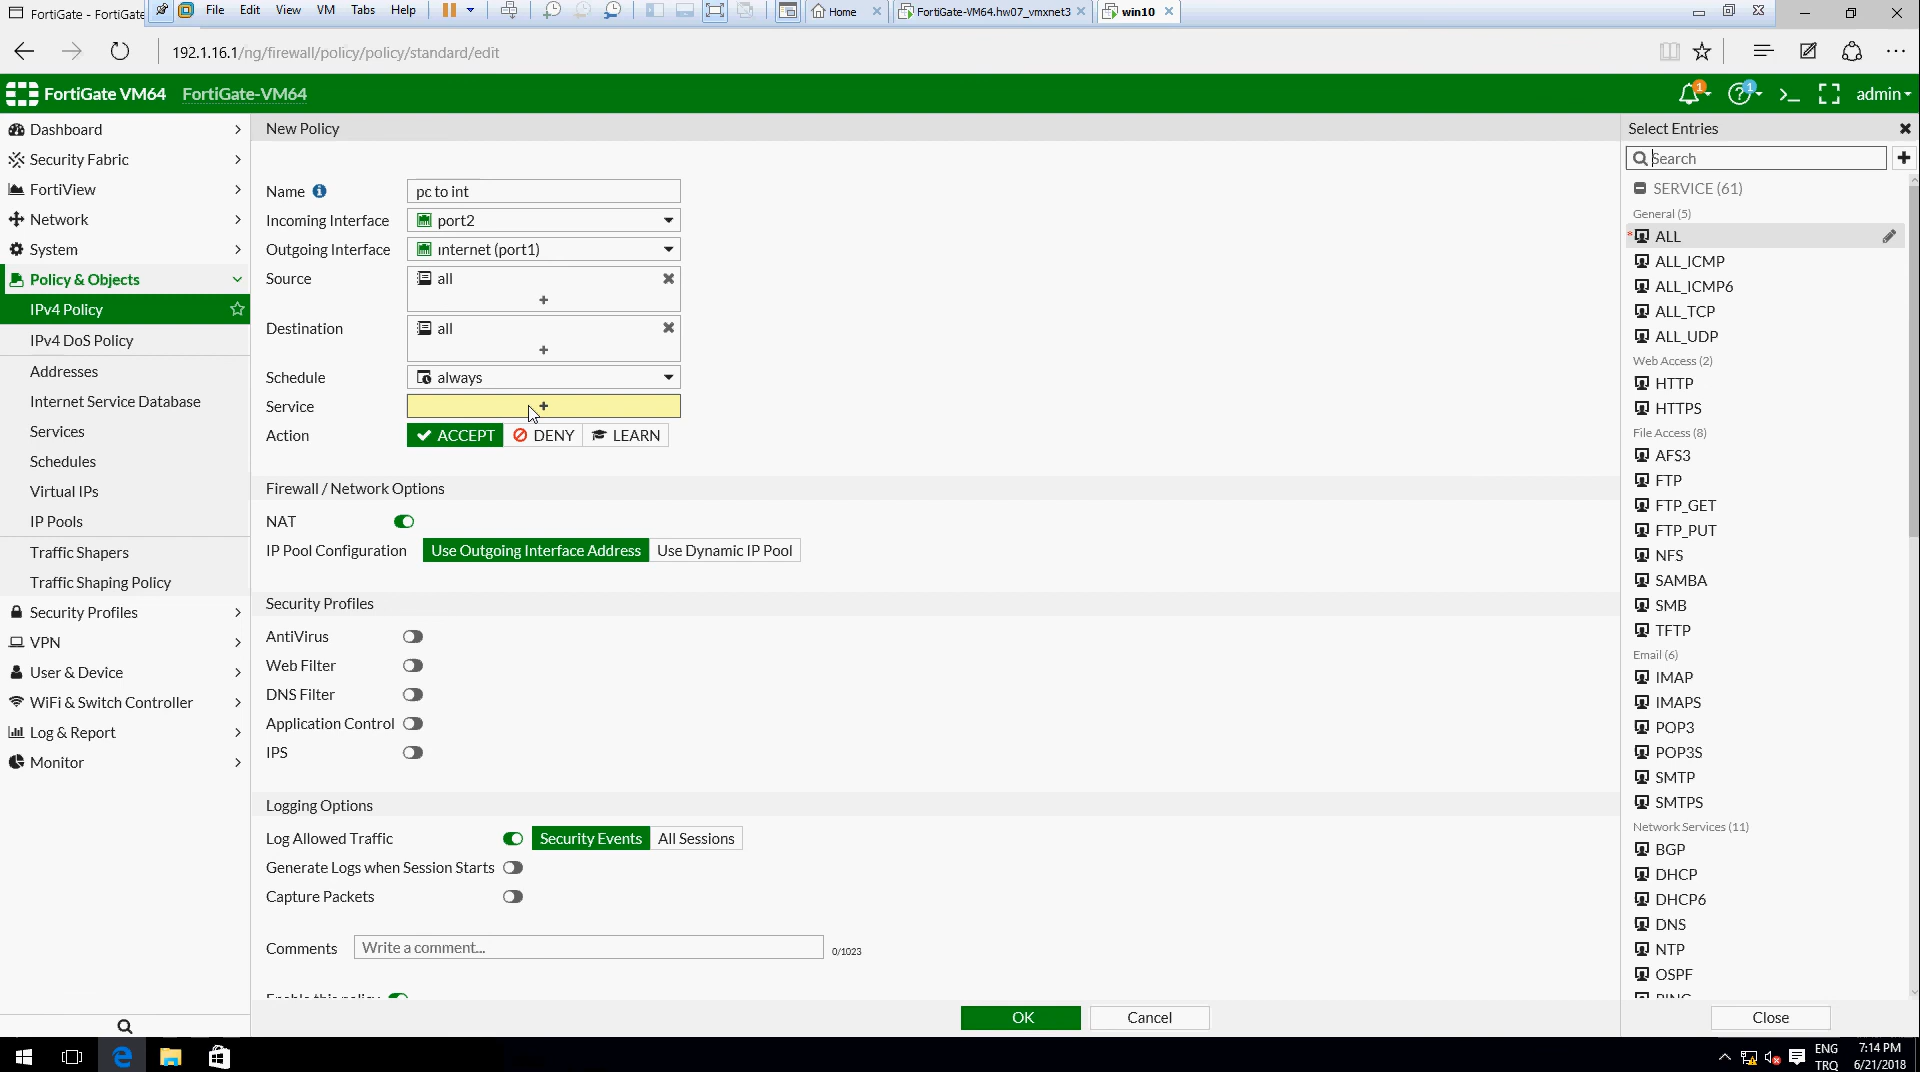 FortiGate - FortiGate
File Edit View VM Tabs Help
Home
FortiGate-VM64.hw07_vmxnet3
win10
192.1.16.1/ng/firewall/policy/policy/standard/edit
FortiGate VM64 FortiGate-VM64
1
1
admin
Dashboard
Security Fabric
FortiView
Network
System
Policy & Objects
IPv4 Policy
IPv4 DoS Policy
Addresses
Internet Service Database
Services
Schedules
Virtual IPs
IP Pools
Traffic Shapers
Traffic Shaping Policy
Security Profiles
VPN
User & Device
WiFi & Switch Controller
Log & Report
Monitor
New Policy
Name pc to int
Incoming Interface port2
Outgoing Interface internet (port1)
Source all
+
Destination all
+
Schedule always
Service +
Action ACCEPT DENY LEARN
Firewall / Network Options
NAT
IP Pool Configuration Use Outgoing Interface Address Use Dynamic IP Pool
Security Profiles
AntiVirus
Web Filter
DNS Filter
Application Control
IPS
Logging Options
Log Allowed Traffic Security Events All Sessions
Generate Logs when Session Starts
Capture Packets
Comments Write a comment... 0/1023
Enable this policy
OK Cancel
Select Entries
Search
SERVICE (61)
General (5)
ALL
ALL_ICMP
ALL_ICMP6
ALL_TCP
ALL_UDP
Web Access (2)
HTTP
HTTPS
File Access (8)
AFS3
FTP
FTP_GET
FTP_PUT
NFS
SAMBA
SMB
TFTP
Email (6)
IMAP
IMAPS
POP3
POP3S
SMTP
SMTPS
Network Services (11)
BGP
DHCP
DHCP6
DNS
NTP
OSPF
PING
Close
ENG
TRQ
7:14 PM
6/21/2018